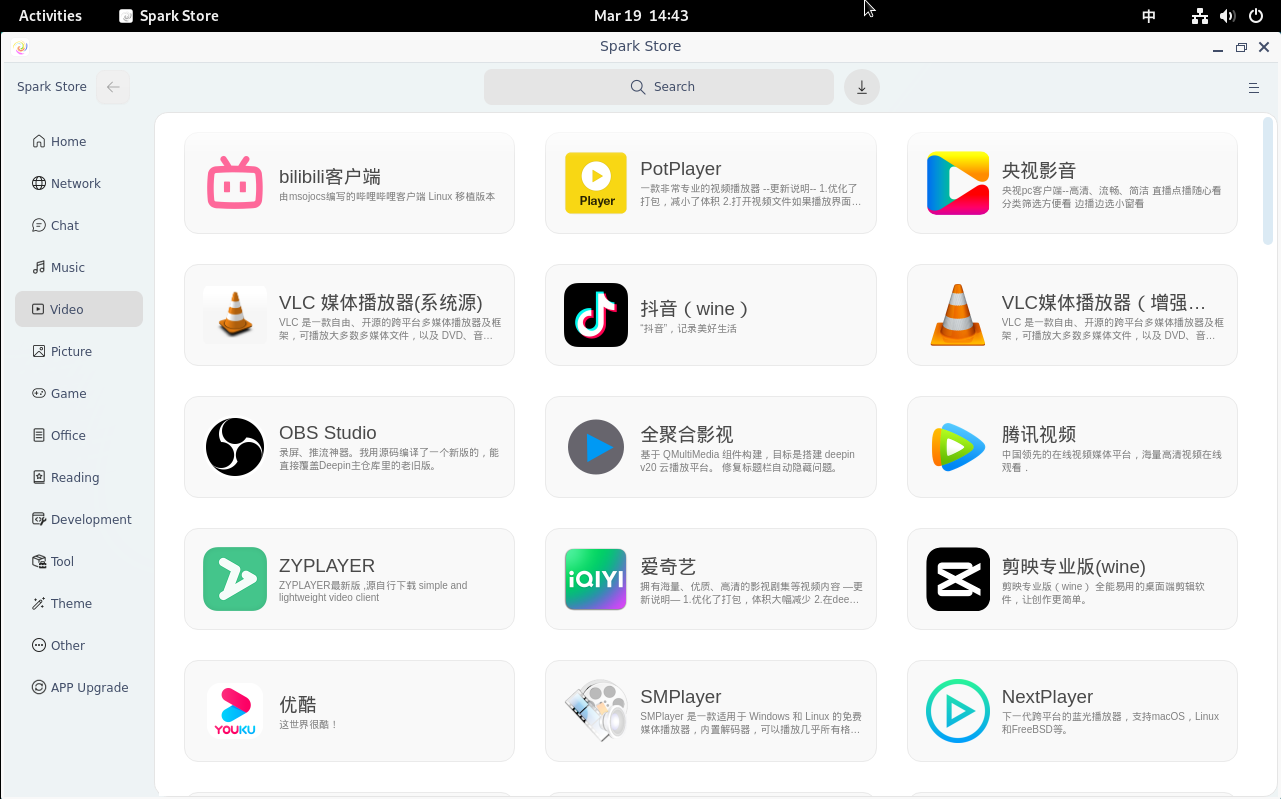 Activities
Spark Store
Mar 19 14:43
中
Spark Store
Spark Store
Search
Home
Network
Chat
Music
Video
Picture
Game
Office
Reading
Development
Tool
Theme
Other
APP Upgrade
bilibili客户端
由msojocs编写的哔哩哔哩客户端 Linux 移植版本
Player
PotPlayer
一款非常专业的视频播放器 --更新说明-- 1.优化了
打包，减小了体积 2.打开视频文件如果播放界面…
央视影音
央视pc客户端--高清、流畅、简洁 直播点播随心看
分类筛选方便看 边播边选小窗看
VLC 媒体播放器(系统源)
VLC 是一款自由、开源的跨平台多媒体播放器及框
架，可播放大多数多媒体文件，以及 DVD、音…
抖音（wine）
“抖音”，记录美好生活
VLC媒体播放器（增强…
VLC 是一款自由、开源的跨平台多媒体播放器及框
架，可播放大多数多媒体文件，以及 DVD、音…
OBS Studio
录屏、推流神器。我用源码编译了一个新版的，能
直接覆盖Deepin主仓库里的老旧版。
全聚合影视
基于 QMultiMedia 组件构建，目标是搭建 deepin
v20 云播放平台。 修复标题栏自动隐藏问题。
腾讯视频
中国领先的在线视频媒体平台，海量高清视频在线
观看．
ZYPLAYER
ZYPLAYER最新版 ,源自行下载 simple and
lightweight video client
iQIYI
爱奇艺
拥有海量、优质、高清的影视剧集等视频内容 —更
新说明— 1.优化了打包，体积大幅减少 2.在dee…
剪映专业版(wine)
剪映专业版（wine） 全能易用的桌面端剪辑软
件，让创作更简单。
YOUKU
优酷
这世界很酷！
SMPlayer
SMPlayer 是一款适用于 Windows 和 Linux 的免费
媒体播放器，内置解码器，可以播放几乎所有格…
NextPlayer
下一代跨平台的蓝光播放器，支持macOS，Linux
和FreeBSD等。